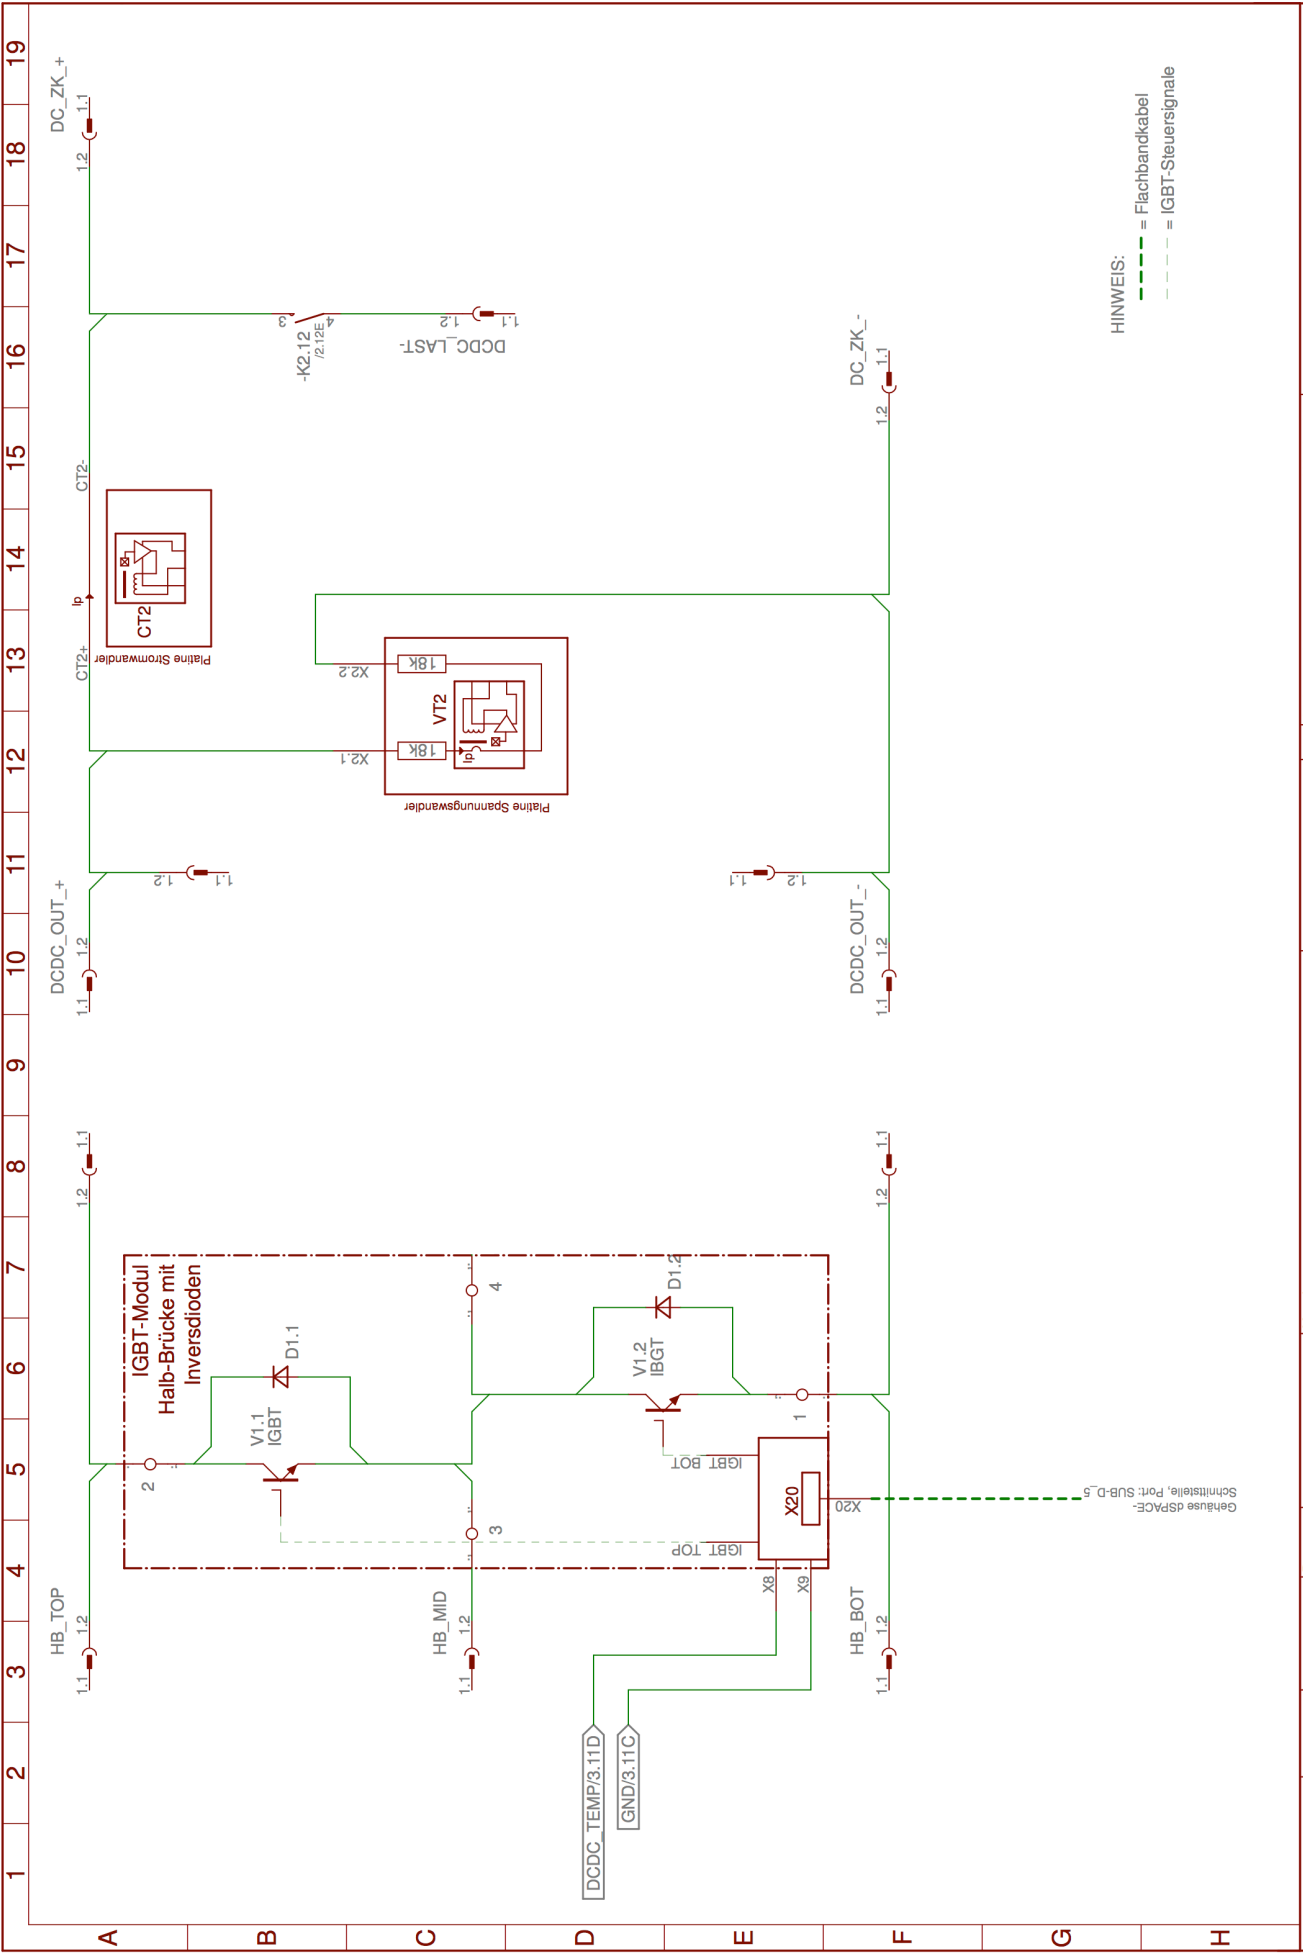 1
2
3
4
5
6
7
8
9
10
11
12
13
14
15
16
17
18
19
A
B
C
D
E
F
G
H
HB_TOP
1.1
1.2
HB_MID
1.1
1.2
HB_BOT
1.1
1.2
DCDC_TEMP/3.11D
GND/3.11C
X8
X9
IGBT-Modul
Halb-Brücke mit
Inversdioden
2
V1.1
IGBT
D1.1
3
4
V1.2
IBGT
D1.2
1
IGBT_TOP
IGBT_BOT
X20
X20
Gehäuse dSPACE-
Schnittstelle, Port: SUB-D_5
1.2
1.1
1.2
1.1
DCDC_OUT_+
1.1
1.2
1.2
1.1
DCDC_OUT_-
1.1
1.2
1.1
1.2
X2.1
X2.2
18k
18k
Ip
VT2
Platine Spannnungswandler
CT2+
Ip
CT2-
CT2
Platine Stromwandler
-K2.12
/2.12E
3
4
1.2
1.1
DCDC_LAST-
DC_ZK_+
1.2
1.1
DC_ZK_-
1.2
1.1
HINWEIS:
= Flachbandkabel
= IGBT-Steuersignale